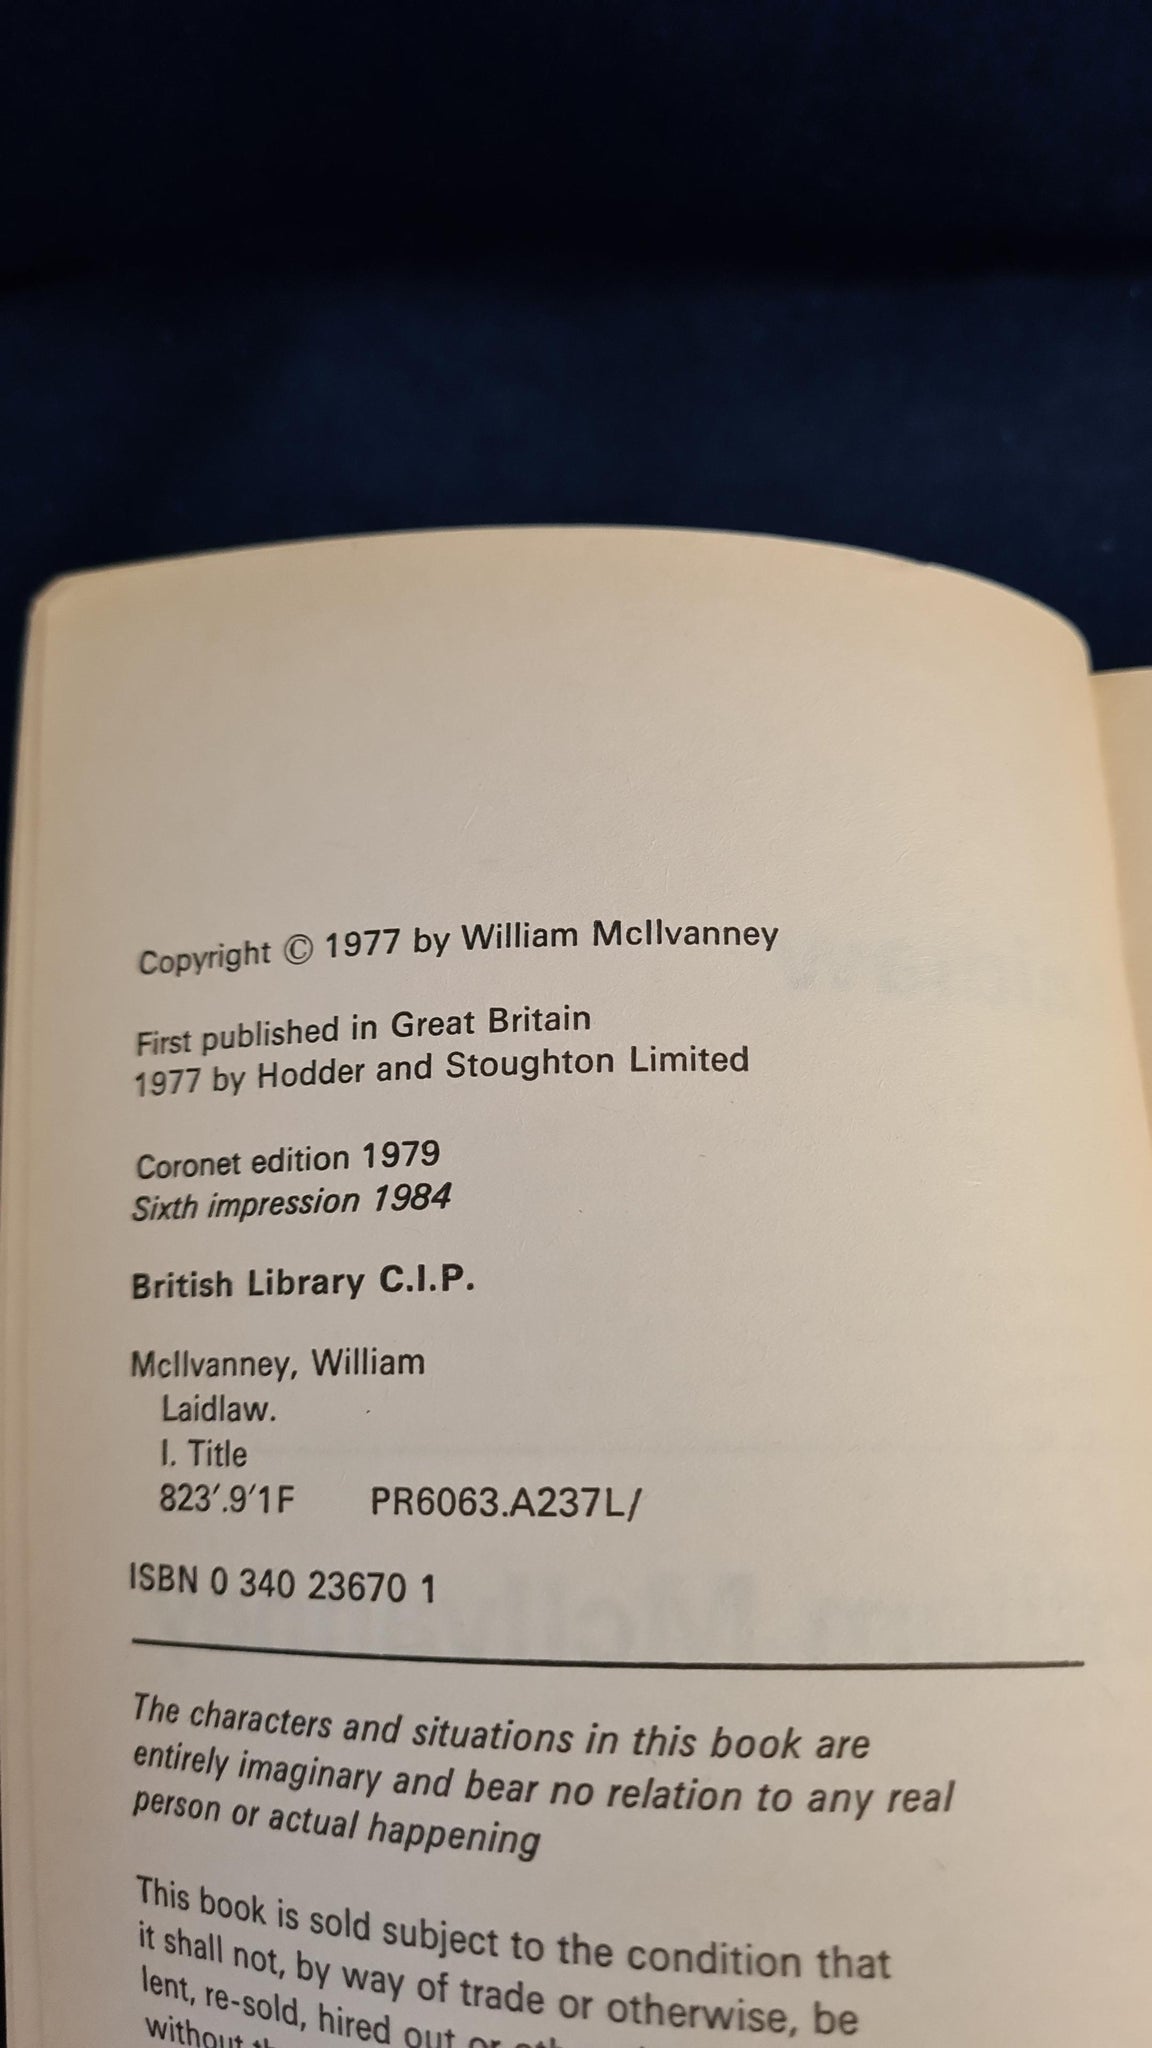 Copyright © 1977 by William McIlvanney
First published in Great Britain
1977 by Hodder and Stoughton Limited
Coronet edition 1979
Sixth impression 1984
British Library C.I.P.
McIlvanney, William
Laidlaw.
I. Title
823'.9'1F PR6063.A237L/
ISBN 0 340 23670 1
The characters and situations in this book are
entirely imaginary and bear no relation to any real
person or actual happening
This book is sold subject to the condition that
it shall not, by way of trade or otherwise, be
lent, re-sold, hired out or
without